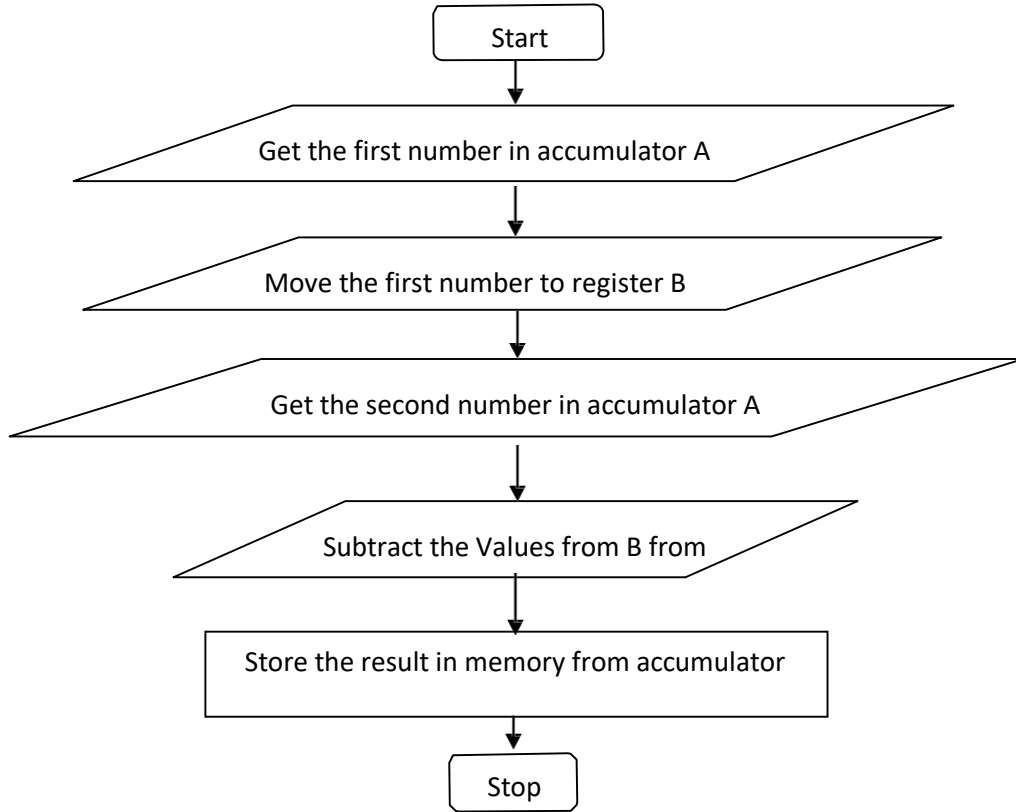 Start
Get the first number in accumulator A
Move the first number to register B
Get the second number in accumulator A
Subtract the Values from B from
Store the result in memory from accumulator
Stop